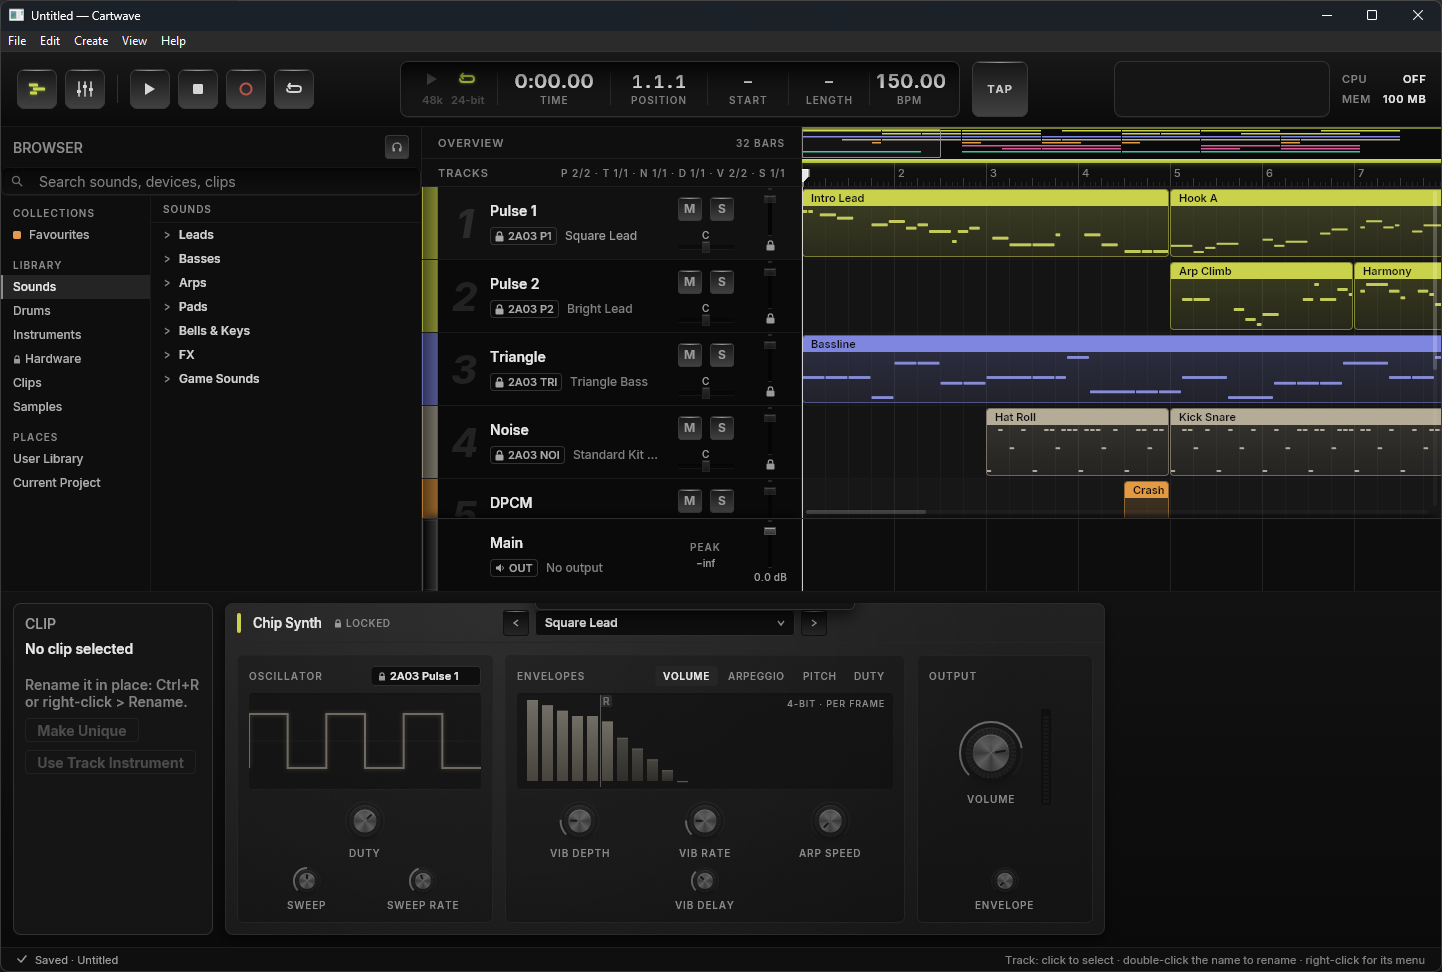 Untitled — Cartwave
File Edit Create View Help
48k 24-bit
0:00.00
TIME
1.1.1
POSITION
–
START
–
LENGTH
150.00
BPM
TAP
CPU OFF
MEM 100 MB
BROWSER
Search sounds, devices, clips
COLLECTIONS
Favourites
LIBRARY
Sounds
Drums
Instruments
Hardware
Clips
Samples
PLACES
User Library
Current Project
SOUNDS
> Leads
> Basses
> Arps
> Pads
> Bells & Keys
> FX
> Game Sounds
OVERVIEW 32 BARS
TRACKS P 2/2 · T 1/1 · N 1/1 · D 1/1 · V 2/2 · S 1/1
1 2 3 4 5 6 7
1 Pulse 1 M S
2A03 P1 Square Lead C
2 Pulse 2 M S
2A03 P2 Bright Lead C
3 Triangle M S
2A03 TRI Triangle Bass C
4 Noise M S
2A03 NOI Standard Kit ... C
5 DPCM M S
Main
OUT No output
PEAK
-inf
0.0 dB
Intro Lead Hook A
Arp Climb Harmony
Bassline
Hat Roll Kick Snare
Crash
CLIP
No clip selected
Rename it in place: Ctrl+R
or right-click > Rename.
Make Unique
Use Track Instrument
Chip Synth LOCKED < Square Lead >
OSCILLATOR 2A03 Pulse 1
DUTY
SWEEP SWEEP RATE
ENVELOPES VOLUME ARPEGGIO PITCH DUTY
R 4-BIT · PER FRAME
VIB DEPTH VIB RATE ARP SPEED
VIB DELAY
OUTPUT
VOLUME
ENVELOPE
Saved · Untitled
Track: click to select · double-click the name to rename · right-click for its menu